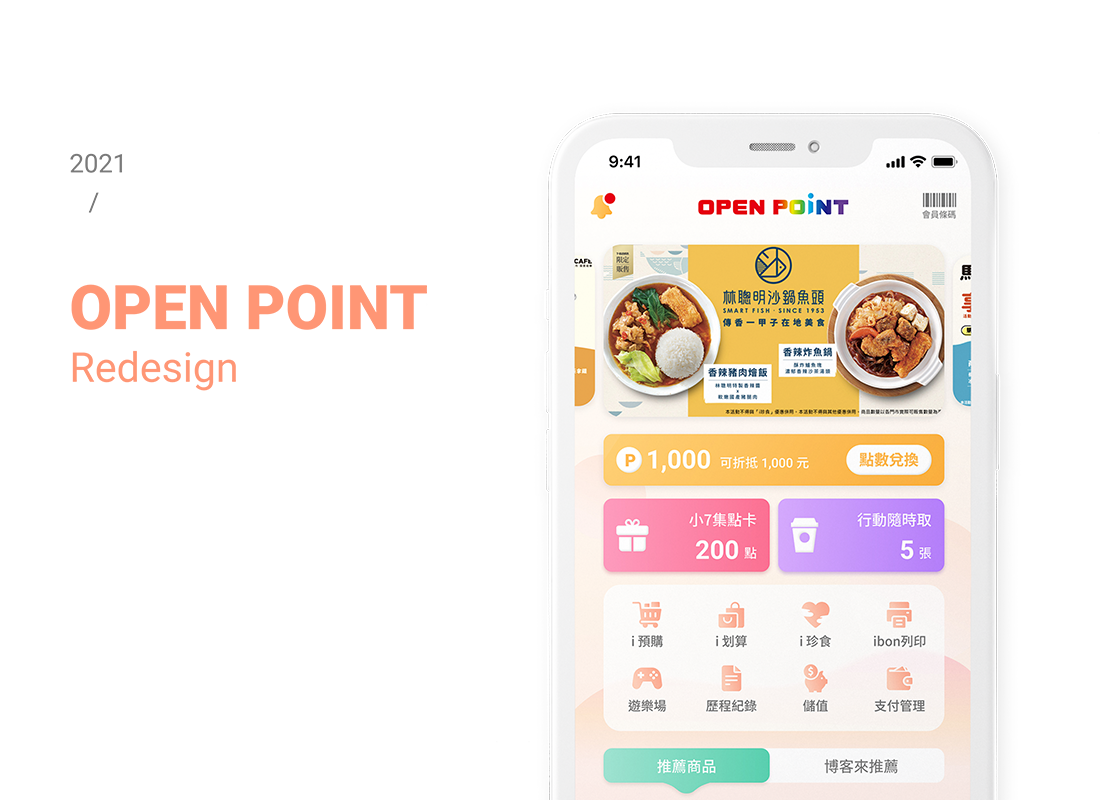 2021
/
OPEN POINT
Redesign
9:41
OPEN POINT
會員條碼
CAFE
限定
販售
林聰明沙鍋魚頭
SMART FISH · SINCE 1953
傳香一甲子在地美食
香辣炸魚鍋
香辣豬肉燴飯
林聰明特製香辣醬
x
軟嫩國產豬腿肉
P 1,000 可折抵 1,000 元
點數兌換
小7集點卡
200 點
行動隨時取
5 張
i 預購
i 划算
i 珍食
ibon列印
遊樂場
歷程紀錄
儲值
支付管理
推薦商品
博客來推薦